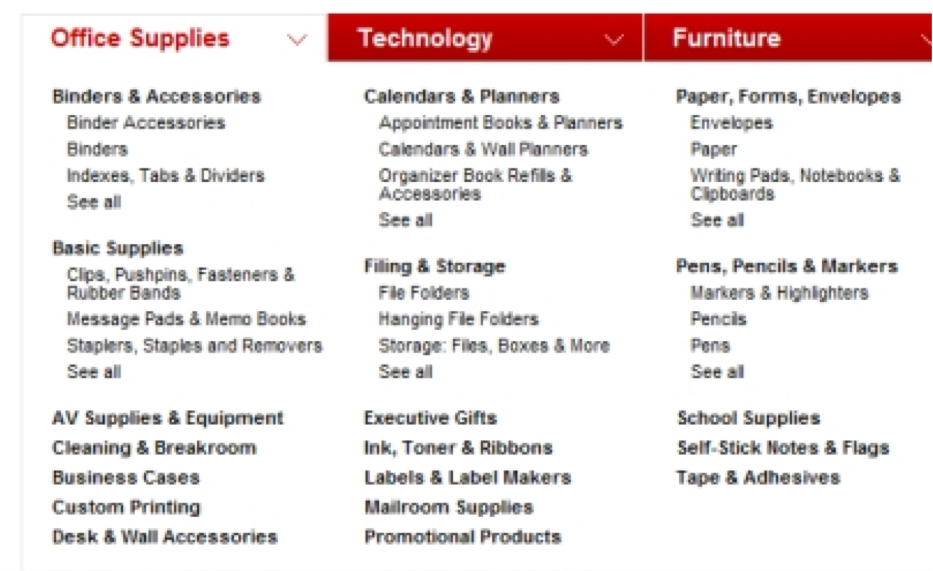 Office Supplies
Technology
Furniture
Binders & Accessories
Binder Accessories
Binders
Indexes, Tabs & Dividers
See all
Basic Supplies
Clips, Pushpins, Fasteners &
Rubber Bands
Message Pads & Memo Books
Staplers, Staples and Removers
See all
AV Supplies & Equipment
Cleaning & Breakroom
Business Cases
Custom Printing
Desk & Wall Accessories
Calendars & Planners
Appointment Books & Planners
Calendars & Wall Planners
Organizer Book Refills &
Accessories
See all
Filing & Storage
File Folders
Hanging File Folders
Storage: Files, Boxes & More
See all
Executive Gifts
Ink, Toner & Ribbons
Labels & Label Makers
Mailroom Supplies
Promotional Products
Paper, Forms, Envelopes
Envelopes
Paper
Writing Pads, Notebooks &
Clipboards
See all
Pens, Pencils & Markers
Markers & Highlighters
Pencils
Pens
See all
School Supplies
Self-Stick Notes & Flags
Tape & Adhesives